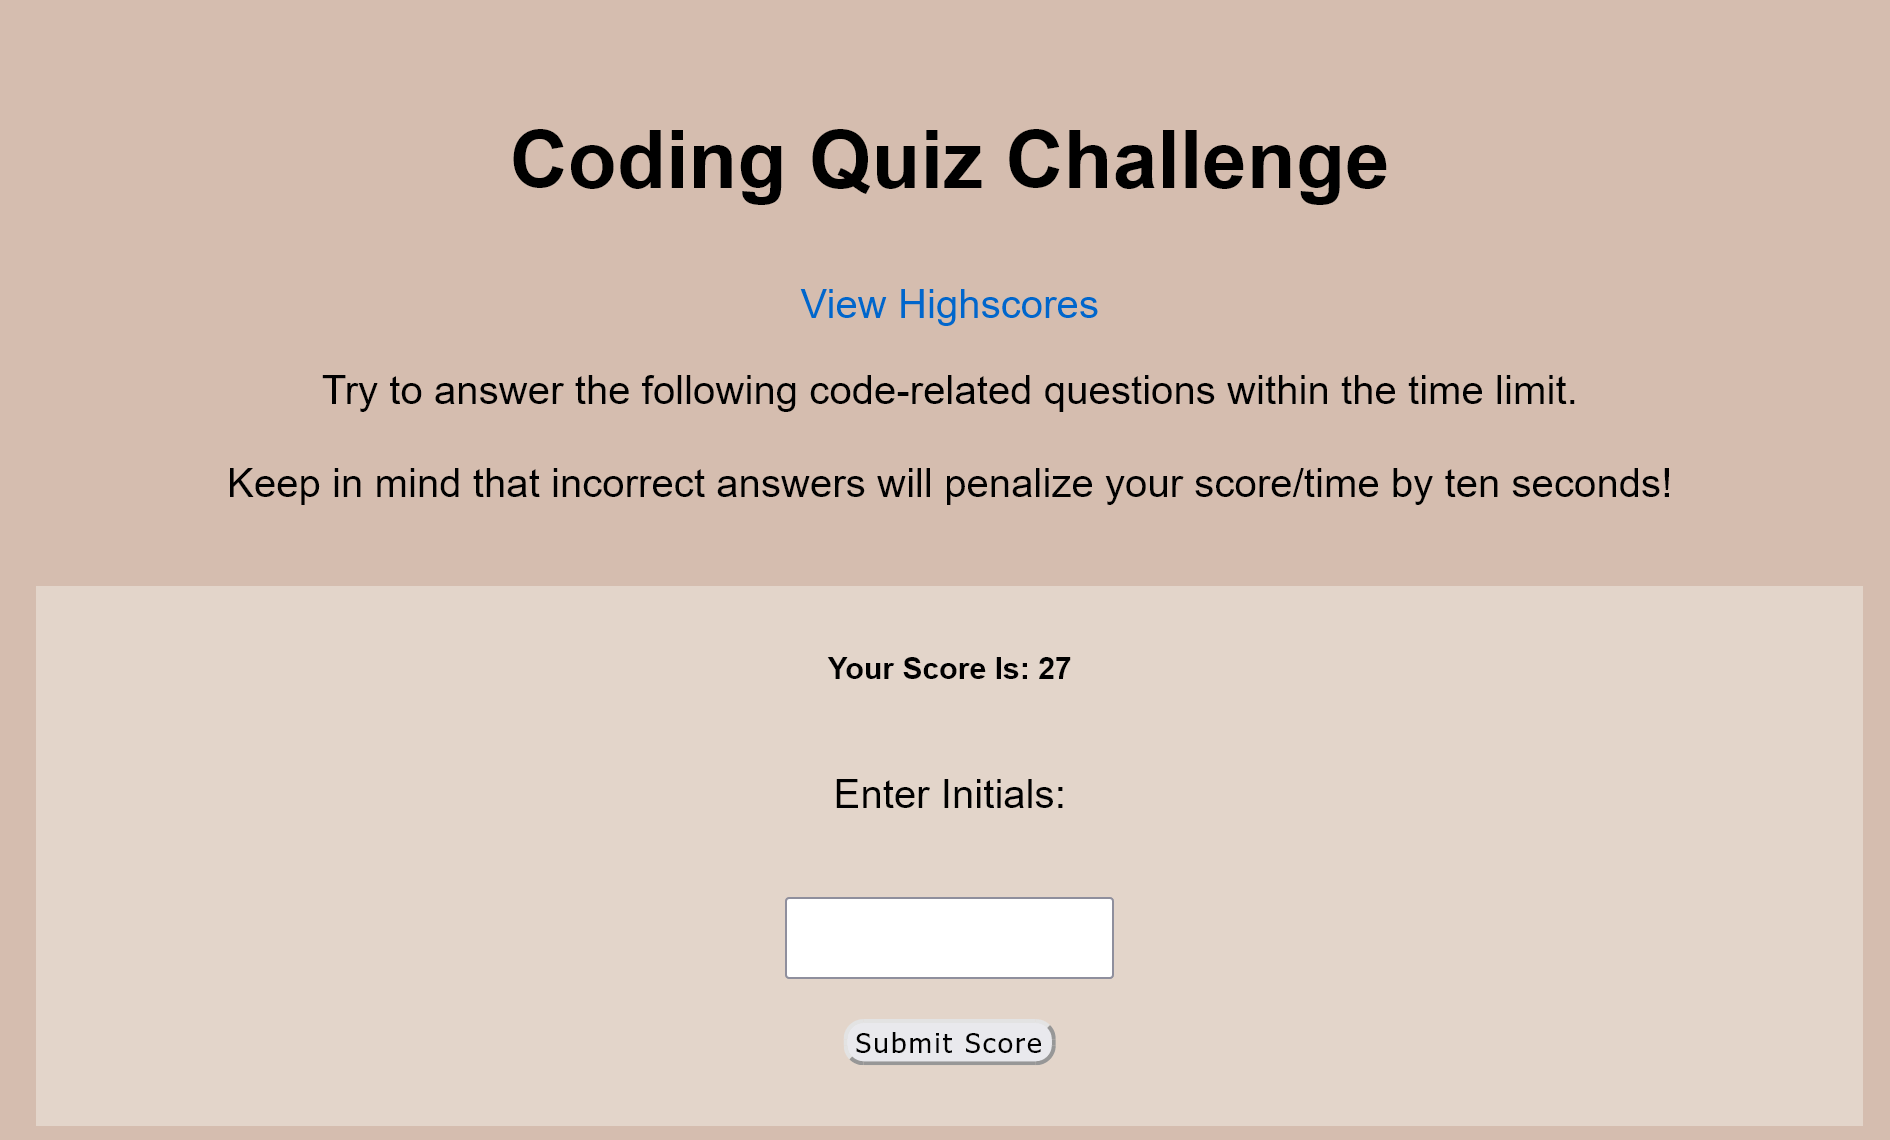 Coding Quiz Challenge
View Highscores
Try to answer the following code-related questions within the time limit.
Keep in mind that incorrect answers will penalize your score/time by ten seconds!
Your Score Is: 27
Enter Initials:
Submit Score